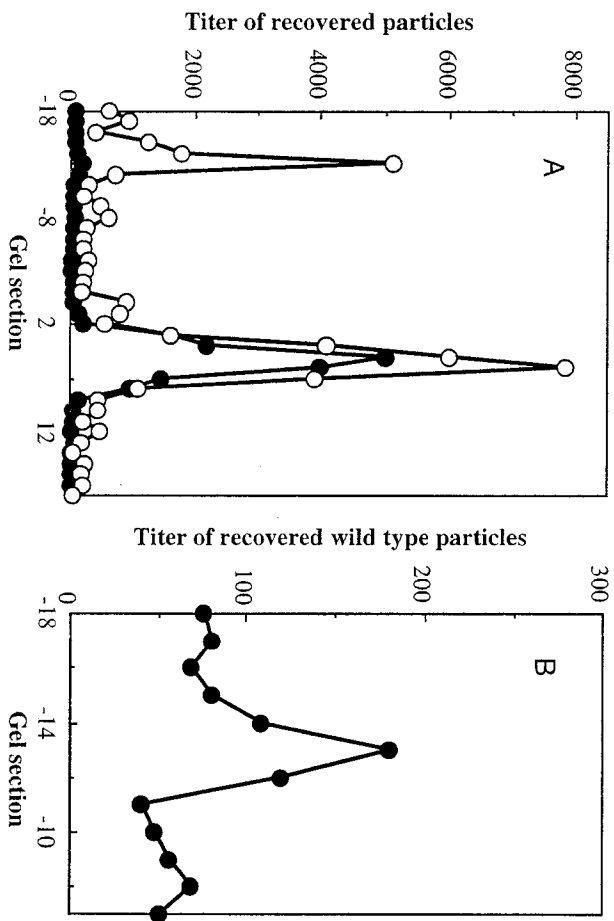 A
Titer of recovered particles
8000
6000
4000
2000
0
-18
-8
2
12
Gel section
B
Titer of recovered wild type particles
300
200
100
0
-18
-14
-10
Gel section